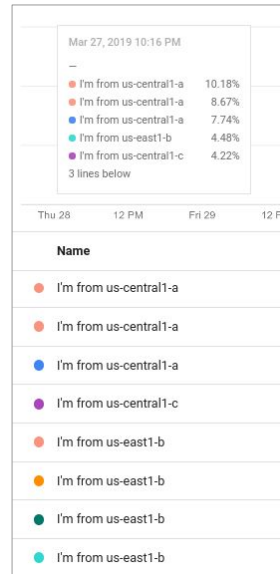 Mar 27, 2019 10:16 PM
–
I'm from us-central1-a 10.18%
I'm from us-central1-a 8.67%
I'm from us-central1-a 7.74%
I'm from us-east1-b 4.48%
I'm from us-central1-c 4.22%
3 lines below
Thu 28 12 PM Fri 29 12 P
Name
I'm from us-central1-a
I'm from us-central1-a
I'm from us-central1-a
I'm from us-central1-c
I'm from us-east1-b
I'm from us-east1-b
I'm from us-east1-b
I'm from us-east1-b